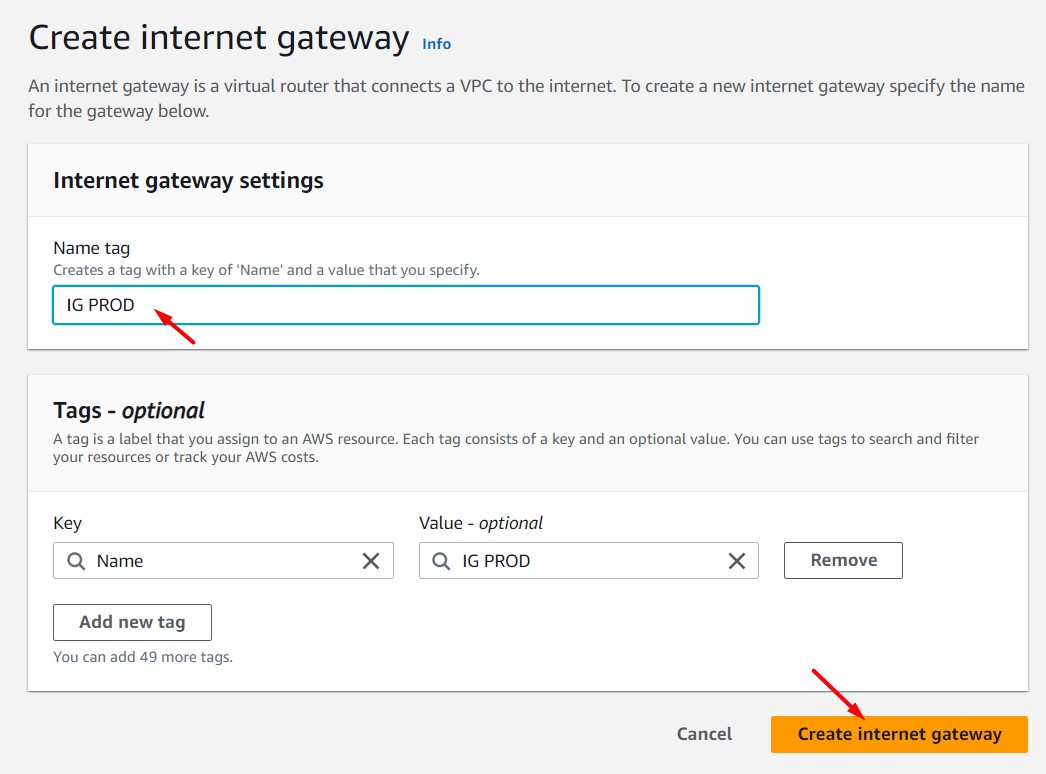 Create internet gateway Info
An internet gateway is a virtual router that connects a VPC to the internet. To create a new internet gateway specify the name
for the gateway below.
Internet gateway settings
Name tag
Creates a tag with a key of 'Name' and a value that you specify.
IG PROD
Tags - optional
A tag is a label that you assign to an AWS resource. Each tag consists of a key and an optional value. You can use tags to search and filter
your resources or track your AWS costs.
Key Value - optional
Name IG PROD Remove
Add new tag
You can add 49 more tags.
Cancel Create internet gateway